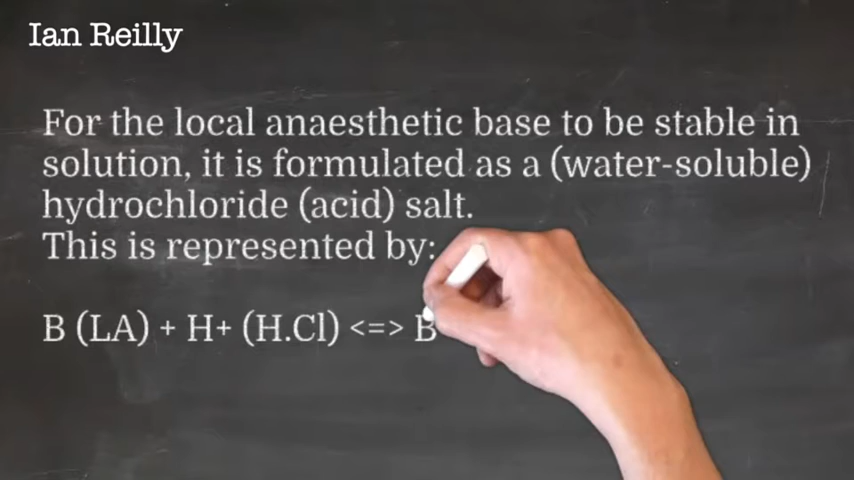 Ian Reilly
For the local anaesthetic base to be stable in
solution, it is formulated as a (water-soluble)
hydrochloride (acid) salt.
This is represented by:
B (LA) + H+ (H.Cl) <=> B